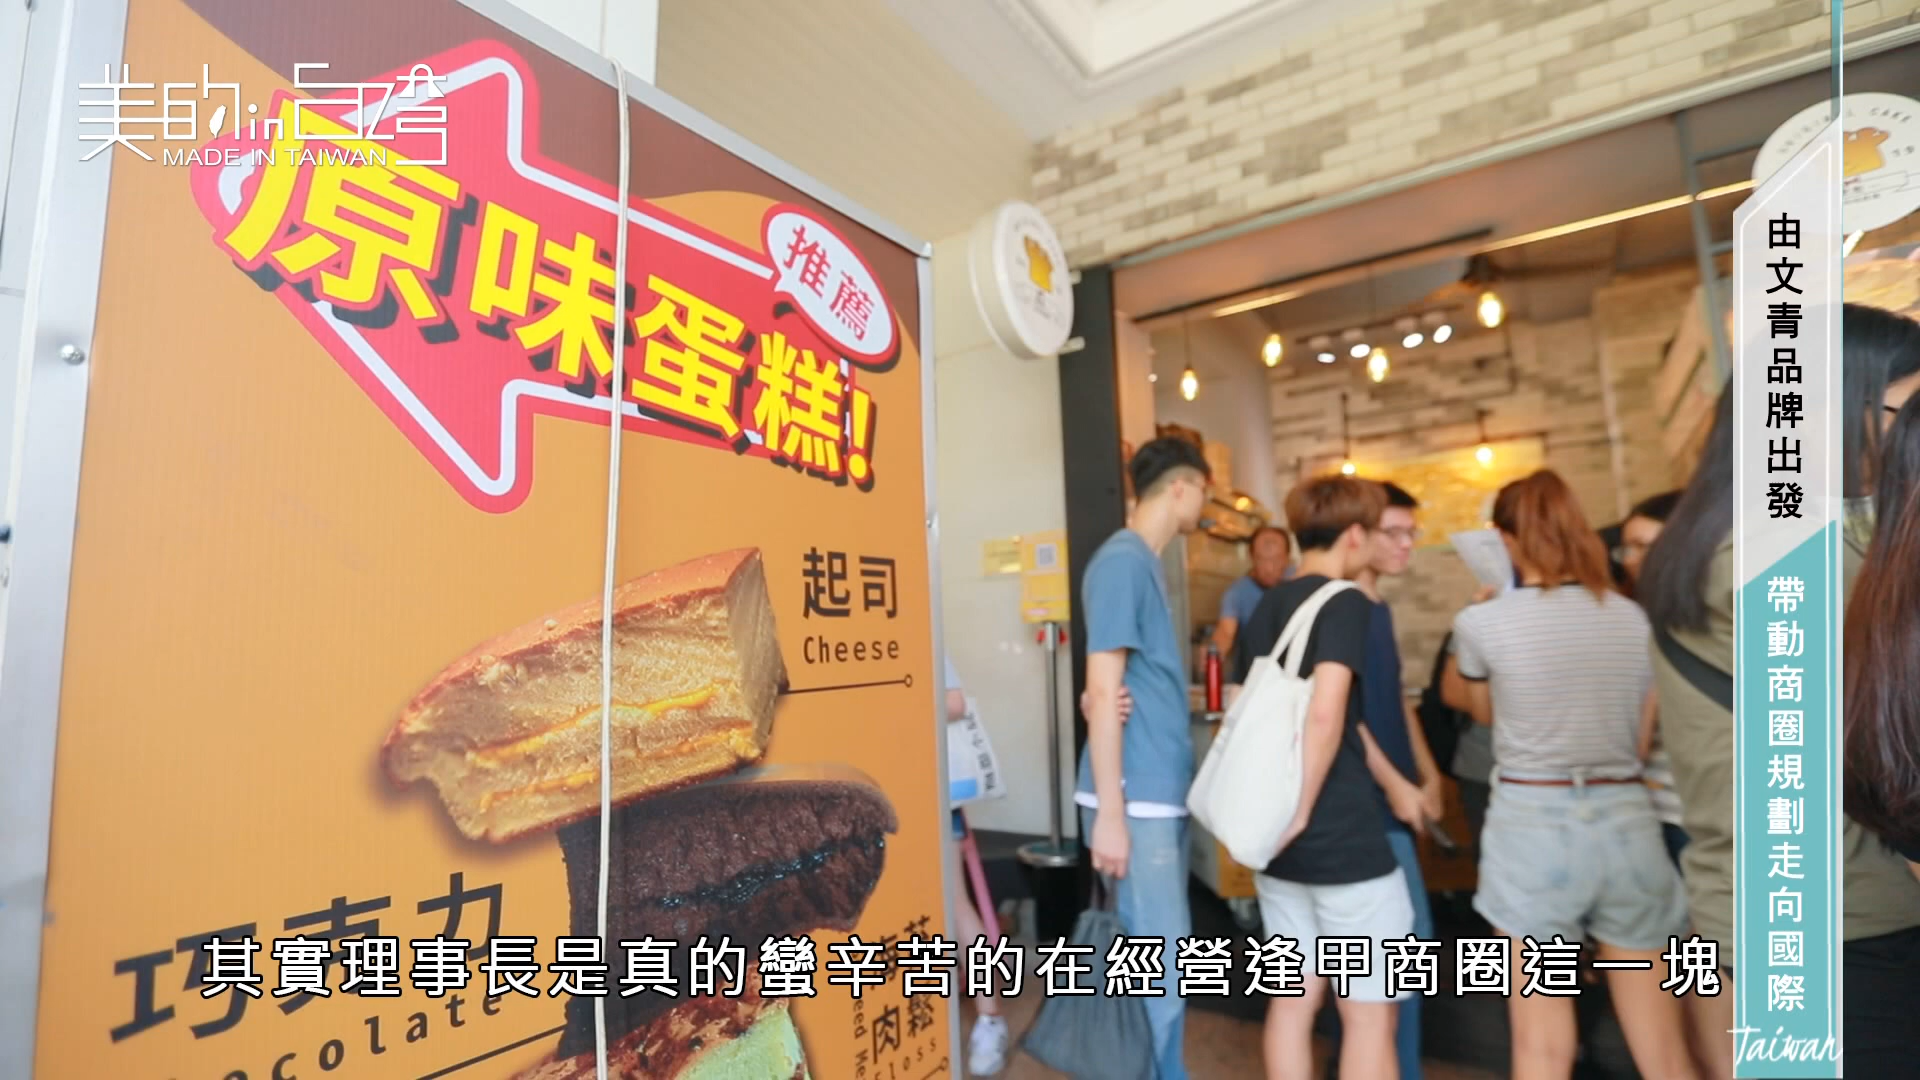 美的in台灣
MADE IN TAIWAN
推薦
原味蛋糕!
起司
Cheese
巧克力
ocolate
肉鬆
由文青品牌出發
帶動商圈規劃走向國際
Taiwan
其實理事長是真的蠻辛苦的在經營逢甲商圈這一塊